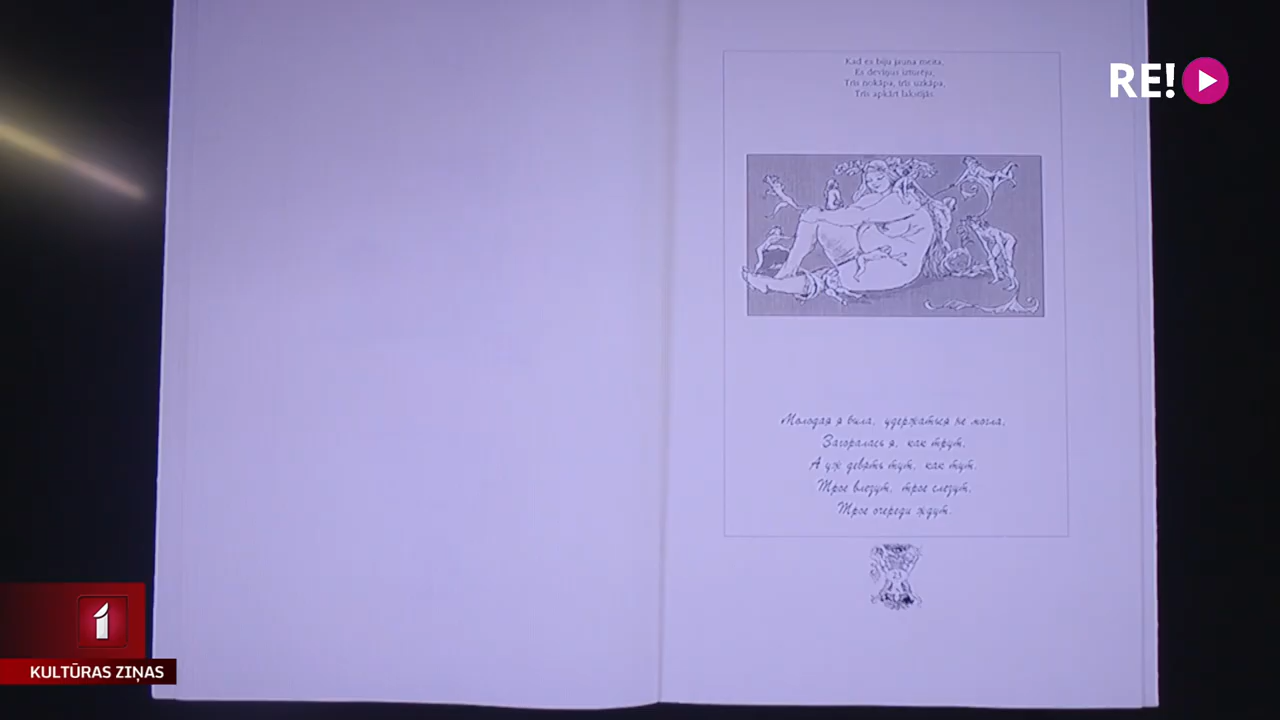 Kad es biju jauna meita,
Es deviņus izturēju,
Trīs nokāpa, trīs uzkāpa,
Trīs apkārt lakstījās.
RE!
Молодая я была, удержаться не могла,
Загоралась я, как трут,
А уж девять тут, как тут,
Трое влезут, трое слезут,
Трое очереди ждут.
23
1
KULTŪRAS ZIŅAS